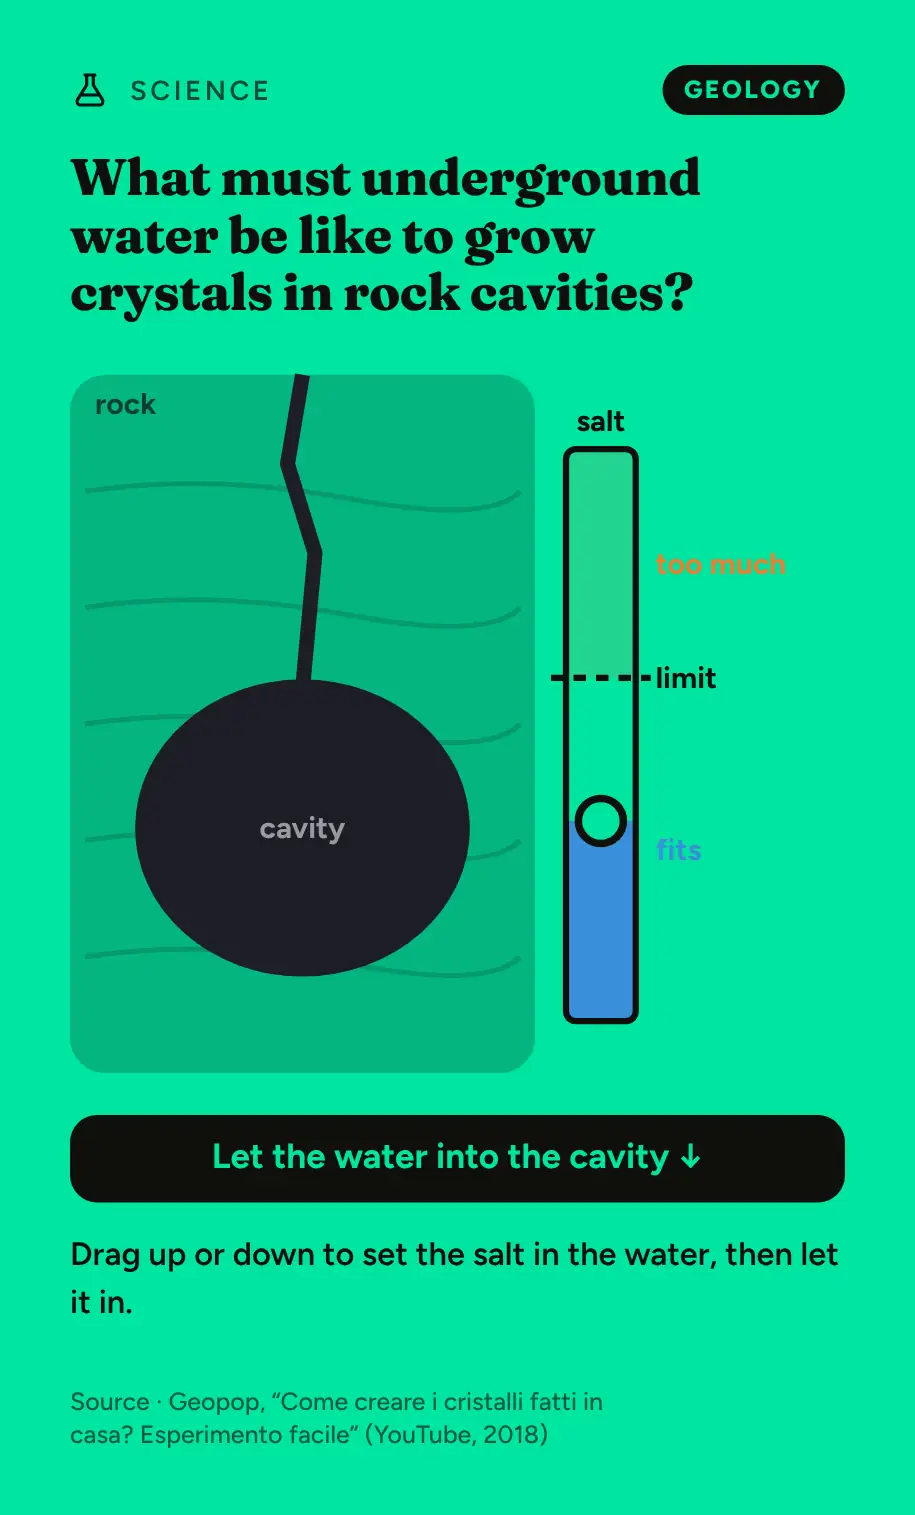 SCIENCE
GEOLOGY
What must underground
water be like to grow
crystals in rock cavities?
rock
salt
too much
limit
cavity
fits
Let the water into the cavity ↓
Drag up or down to set the salt in the water, then let
it in.
Source · Geopop, “Come creare i cristalli fatti in
casa? Esperimento facile” (YouTube, 2018)